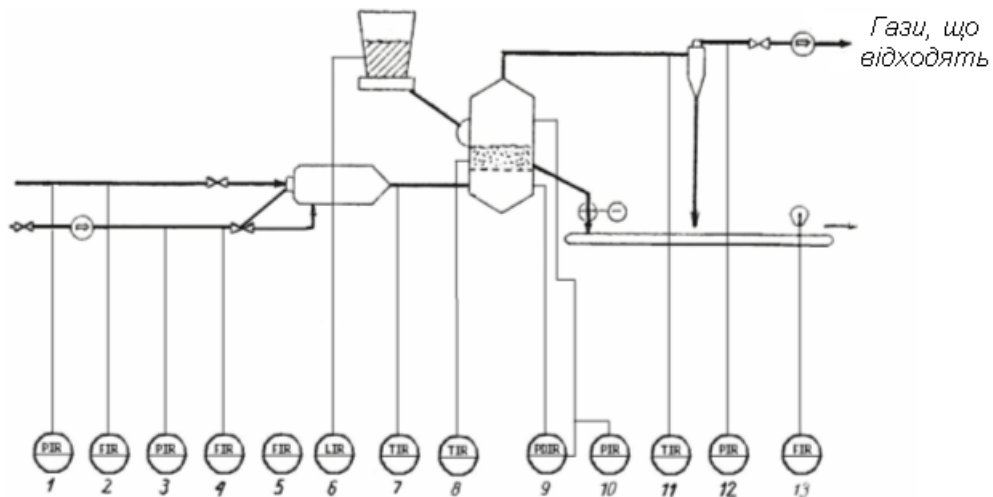 Гази, що
відходять
PIR FIR PIR FIR FIR LIR TIR TIR PDIR PIR TIR PIR FIR
1 2 3 4 5 6 7 8 9 10 11 12 13